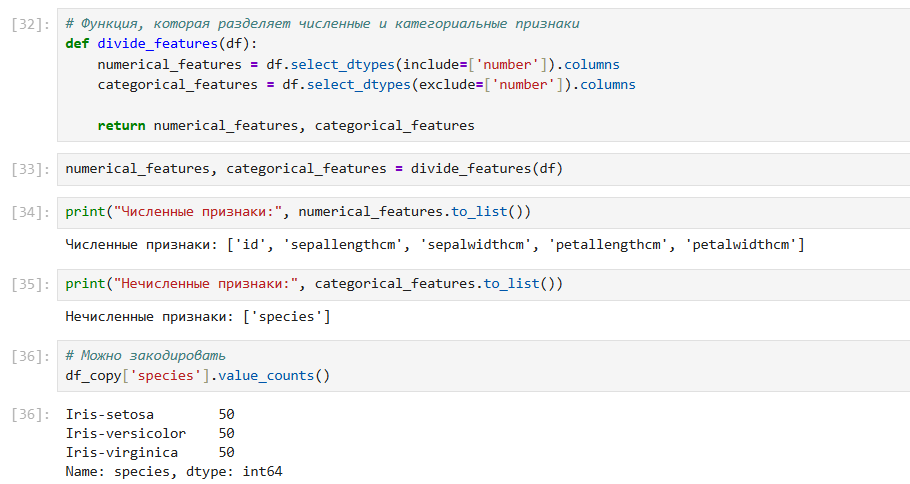 [32]: # Функция, которая разделяет численные и категориальные признаки
def divide_features(df):
    numerical_features = df.select_dtypes(include=['number']).columns
    categorical_features = df.select_dtypes(exclude=['number']).columns
    return numerical_features, categorical_features
[33]: numerical_features, categorical_features = divide_features(df)
[34]: print("Численные признаки:", numerical_features.to_list())
Численные признаки: ['id', 'sepallengthcm', 'sepalwidthcm', 'petallengthcm', 'petalwidthcm']
[35]: print("Нечисленные признаки:", categorical_features.to_list())
Нечисленные признаки: ['species']
[36]: # Можно закодировать
df_copy['species'].value_counts()
[36]: Iris-setosa        50
Iris-versicolor    50
Iris-virginica     50
Name: species, dtype: int64